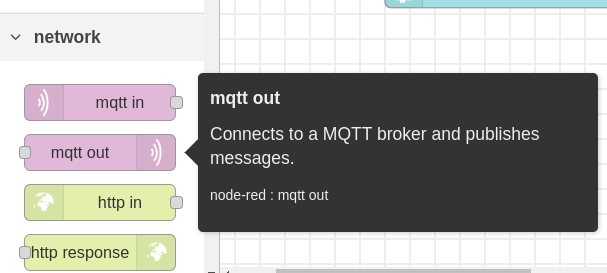 network
mqtt in
mqtt out
http in
http response
mqtt out
Connects to a MQTT broker and publishes
messages.
node-red : mqtt out